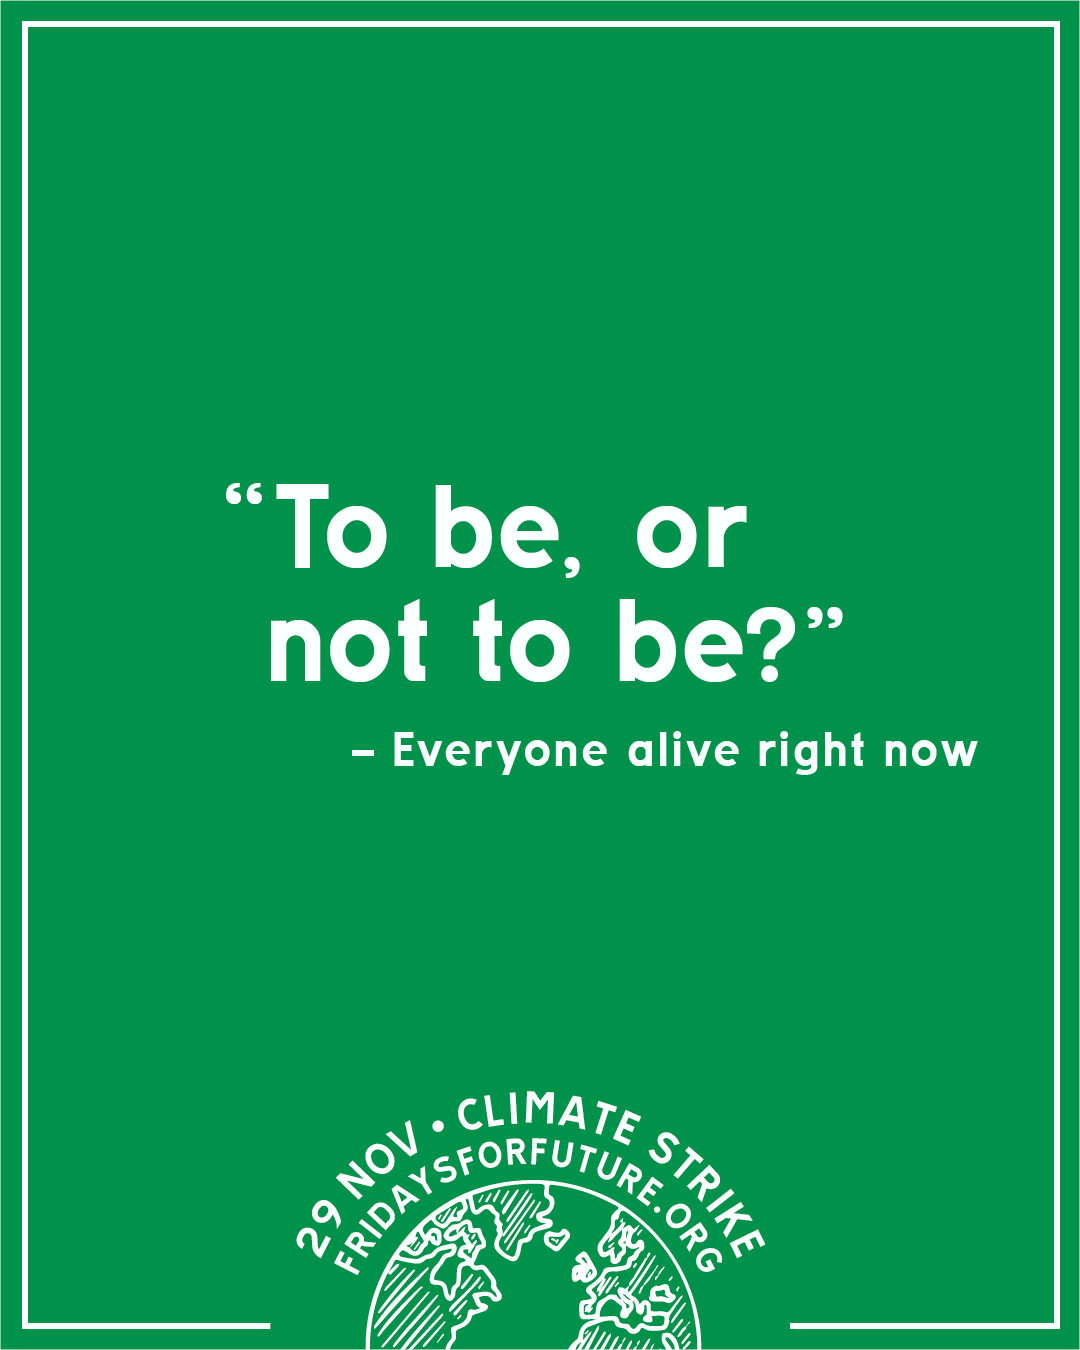 “To be, or
not to be?”
– Everyone alive right now
29 NOV • CLIMATE STRIKE
FRIDAYSFORFUTURE.ORG